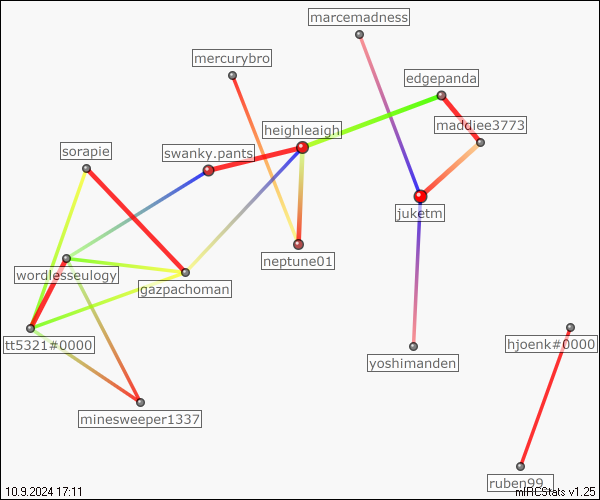 marcemadness
mercurybro
edgepanda
maddiee3773
heighleaigh
sorapie
swanky.pants
juketm
neptune01
wordlesseulogy
gazpachoman
tt5321#0000
hjoenk#0000
yoshimanden
minesweeper1337
ruben99_
10.9.2024 17:11
mIRCStats v1.25